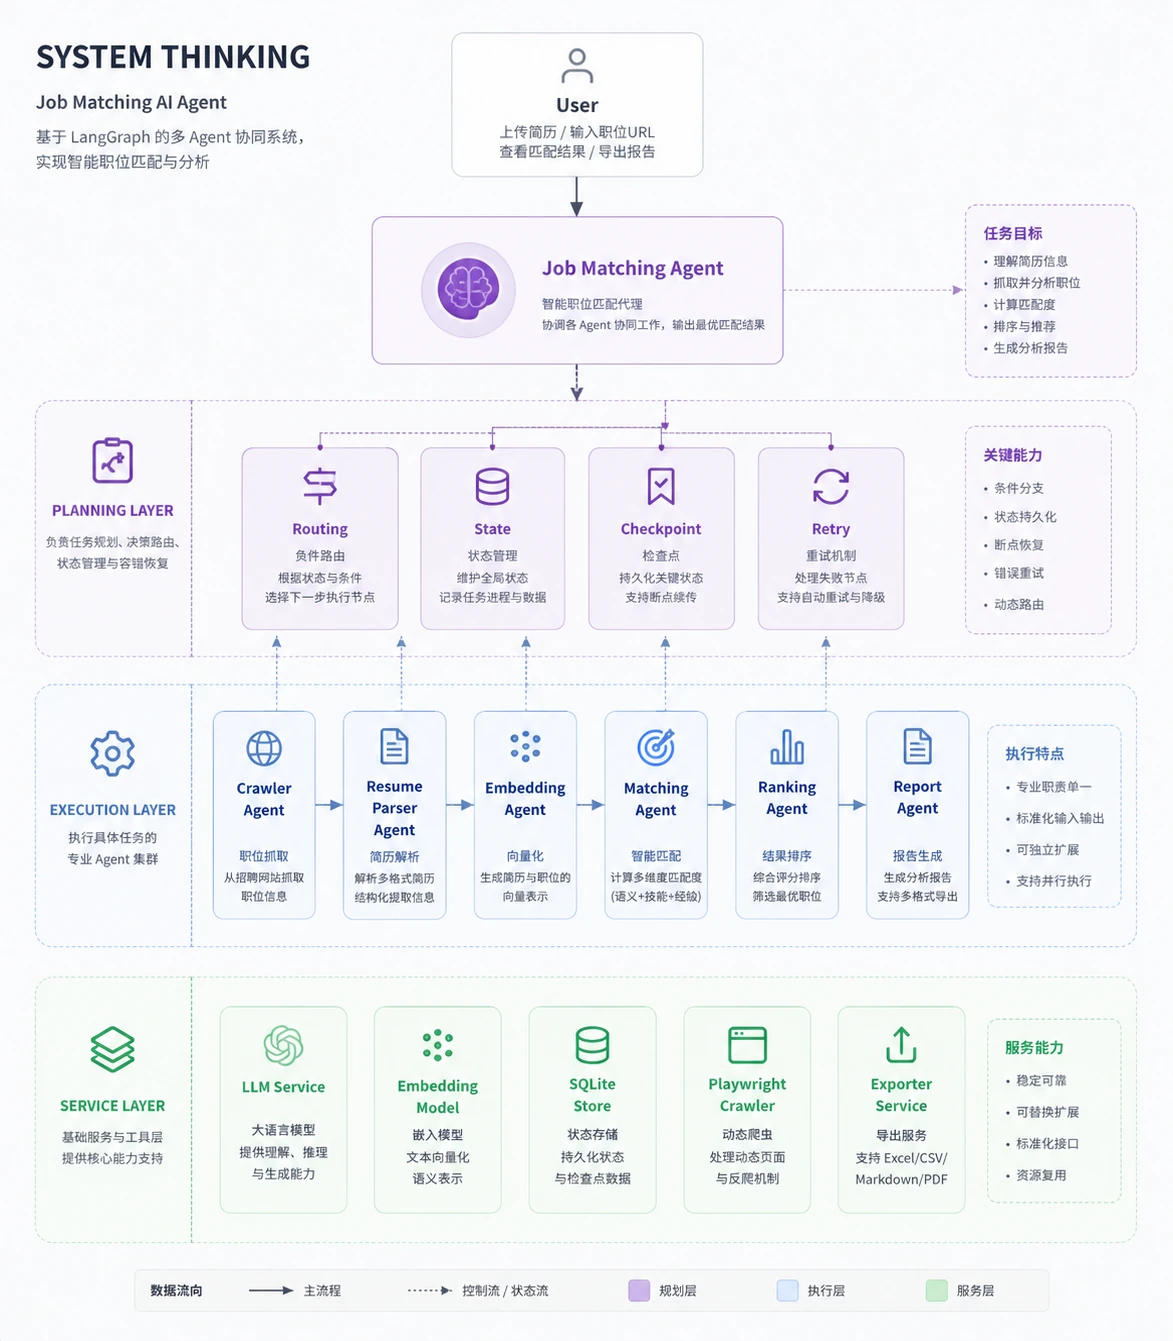 SYSTEM THINKING
Job Matching AI Agent
基于 LangGraph 的多 Agent 协同系统，
实现智能职位匹配与分析
User
上传简历 / 输入职位URL
查看匹配结果 / 导出报告
Job Matching Agent
智能职位匹配代理
协调各 Agent 协同工作，输出最优匹配结果
任务目标
• 理解简历信息
• 抓取并分析职位
• 计算匹配度
• 排序与推荐
• 生成分析报告
PLANNING LAYER
负责任务规划、决策路由、
状态管理与容错恢复
Routing
负件路由
根据状态与条件
选择下一步执行节点
State
状态管理
维护全局状态
记录任务进程与数据
Checkpoint
检查点
持久化关键状态
支持断点续传
Retry
重试机制
处理失败节点
支持自动重试与降级
关键能力
• 条件分支
• 状态持久化
• 断点恢复
• 错误重试
• 动态路由
EXECUTION LAYER
执行具体任务的
专业 Agent 集群
Crawler
Agent
职位抓取
从招聘网站抓取
职位信息
Resume
Parser
Agent
简历解析
解析多格式简历
结构化提取信息
Embedding
Agent
向量化
生成简历与职位的
向量表示
Matching
Agent
智能匹配
计算多维度匹配度
(语义+技能+经验)
Ranking
Agent
结果排序
综合评分排序
筛选最优职位
Report
Agent
报告生成
生成分析报告
支持多格式导出
执行特点
• 专业职责单一
• 标准化输入输出
• 可独立扩展
• 支持并行执行
SERVICE LAYER
基础服务与工具层
提供核心能力支持
LLM Service
大语言模型
提供理解、推理
与生成能力
Embedding
Model
嵌入模型
文本向量化
语义表示
SQLite
Store
状态存储
持久化状态
与检查点数据
Playwright
Crawler
动态爬虫
处理动态页面
与反爬机制
Exporter
Service
导出服务
支持 Excel/CSV/
Markdown/PDF
服务能力
• 稳定可靠
• 可替换扩展
• 标准化接口
• 资源复用
数据流向
主流程
控制流 / 状态流
规划层
执行层
服务层